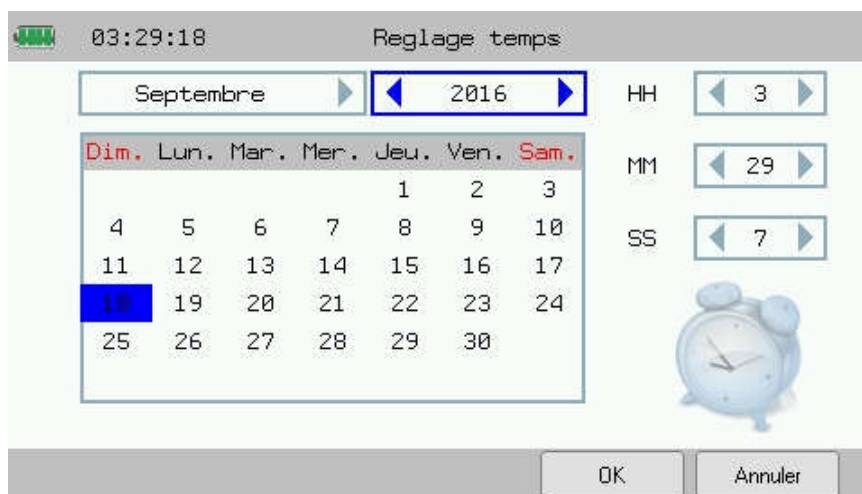 03:29:18 Reglage temps
Septembre 2016 HH 3
Dim. Lun. Mar. Mer. Jeu. Ven. Sam.
MM 29
1 2 3
4 5 6 7 8 9 10
SS 7
11 12 13 14 15 16 17
18 19 20 21 22 23 24
25 26 27 28 29 30
OK Annuler